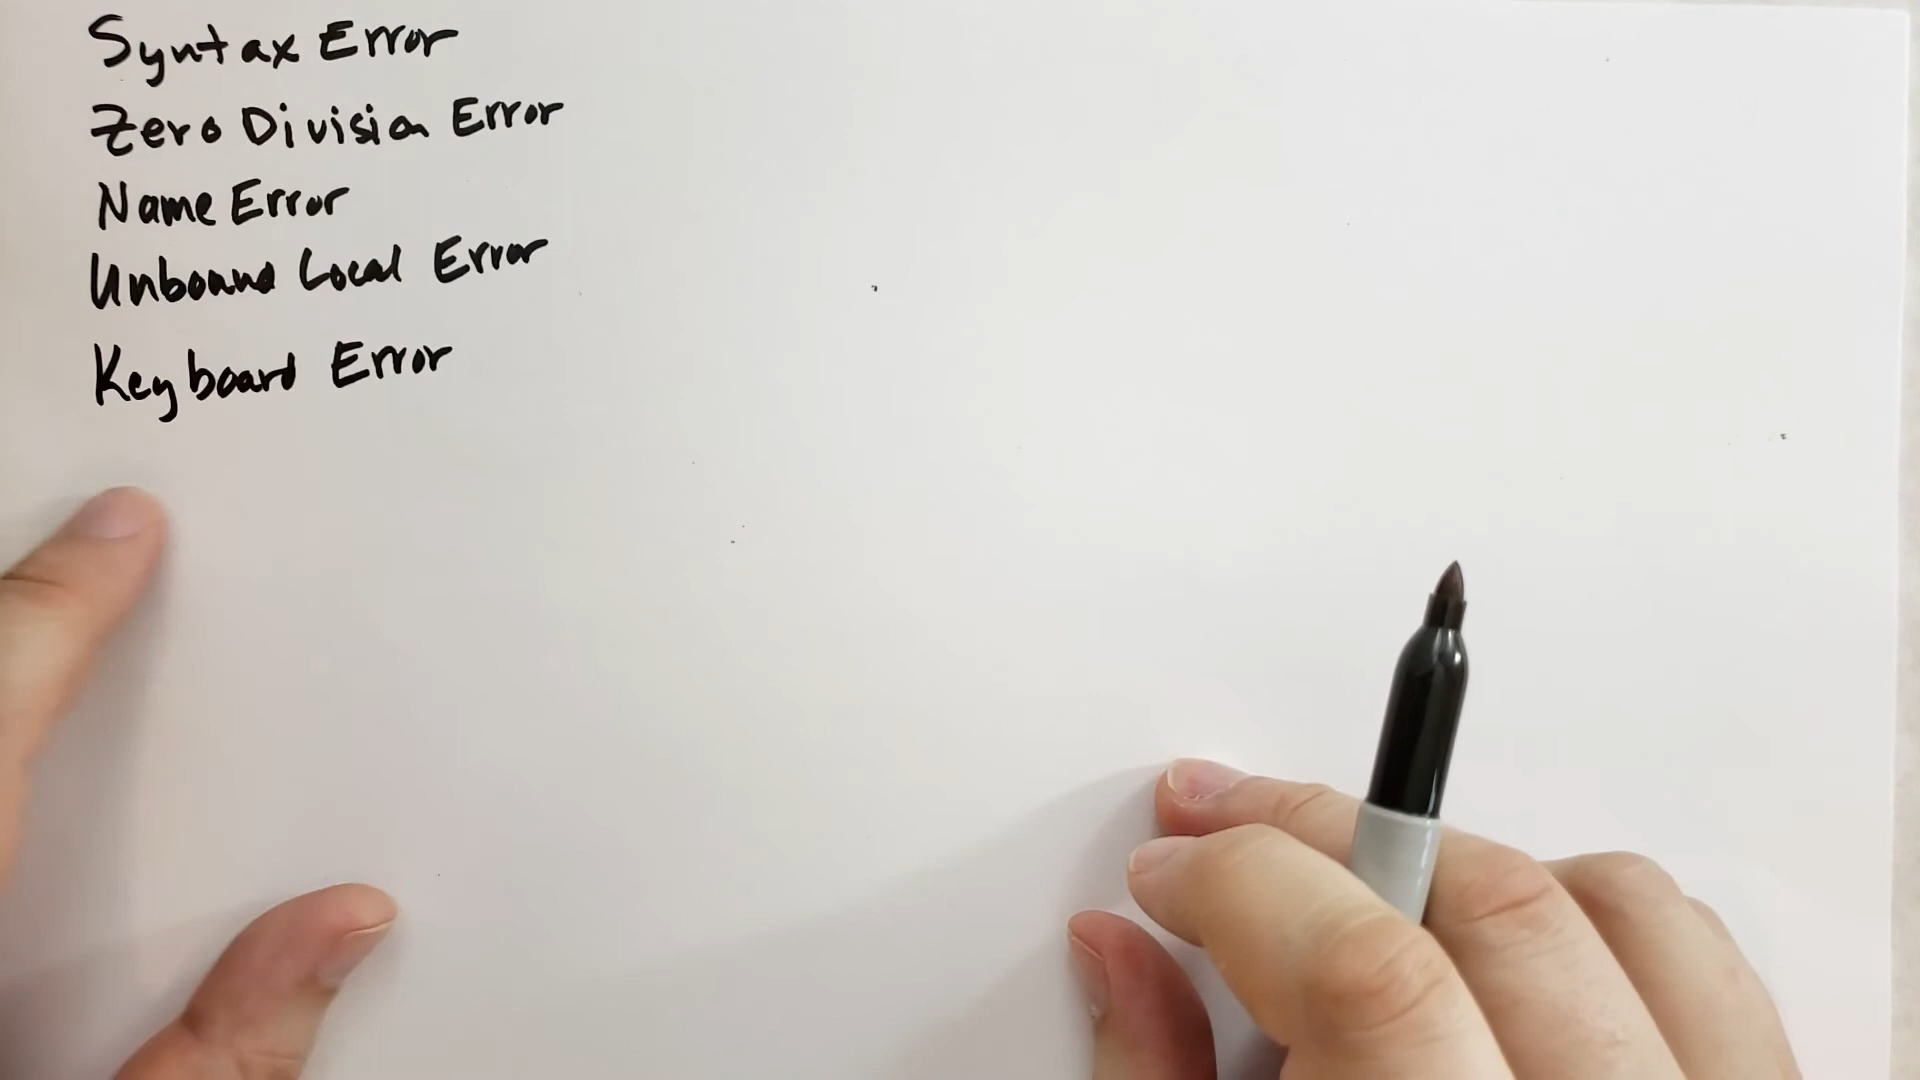 Syntax Error
Zero Division Error
Name Error
Unbound Local Error
Keyboard Error